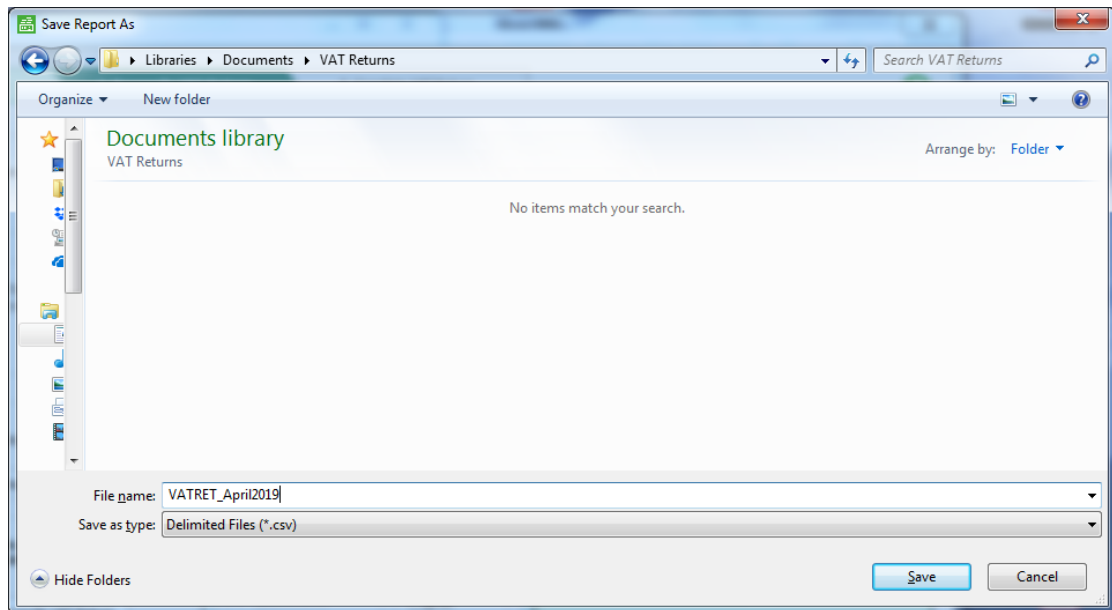 Save Report As
Libraries Documents VAT Returns Search VAT Returns
Organize New folder
Documents library
VAT Returns
Arrange by: Folder
No items match your search.
File name: VATRET_April2019
Save as type: Delimited Files (*.csv)
Hide Folders Save Cancel